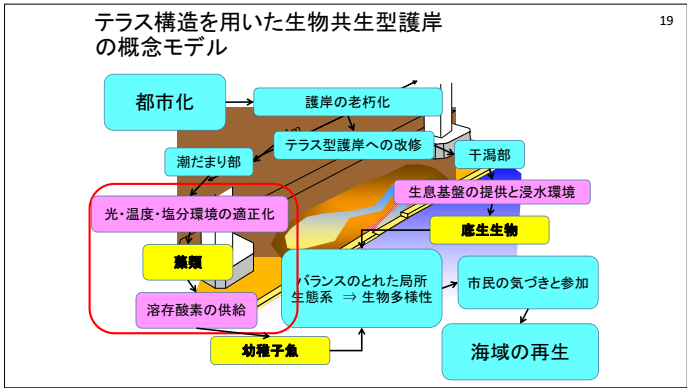 テラス構造を用いた生物共生型護岸
の概念モデル
19
都市化
護岸の老朽化
テラス型護岸への改修
潮だまり部
干潟部
光・温度・塩分環境の適正化
生息基盤の提供と浸水環境
藻類
底生生物
溶存酸素の供給
バランスのとれた局所
生態系 ⇒ 生物多様性
市民の気づきと参加
幼稚子魚
海域の再生